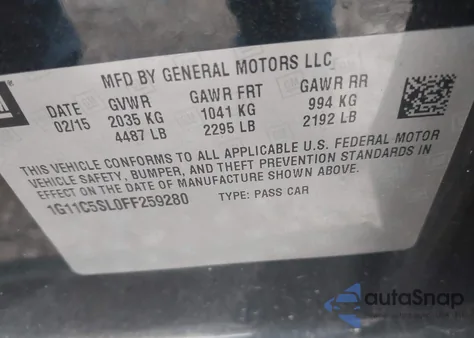 GM
MFD BY GENERAL MOTORS LLC
DATE GVWR GAWR FRT GAWR RR
02/15 2035 KG 1041 KG 994 KG
4487 LB 2295 LB 2192 LB
THIS VEHICLE CONFORMS TO ALL APPLICABLE U.S. FEDERAL MOTOR
VEHICLE SAFETY, BUMPER, AND THEFT PREVENTION STANDARDS IN
EFFECT ON THE DATE OF MANUFACTURE SHOWN ABOVE.
1G11C5SL0FF259280 TYPE: PASS CAR
autaSnap